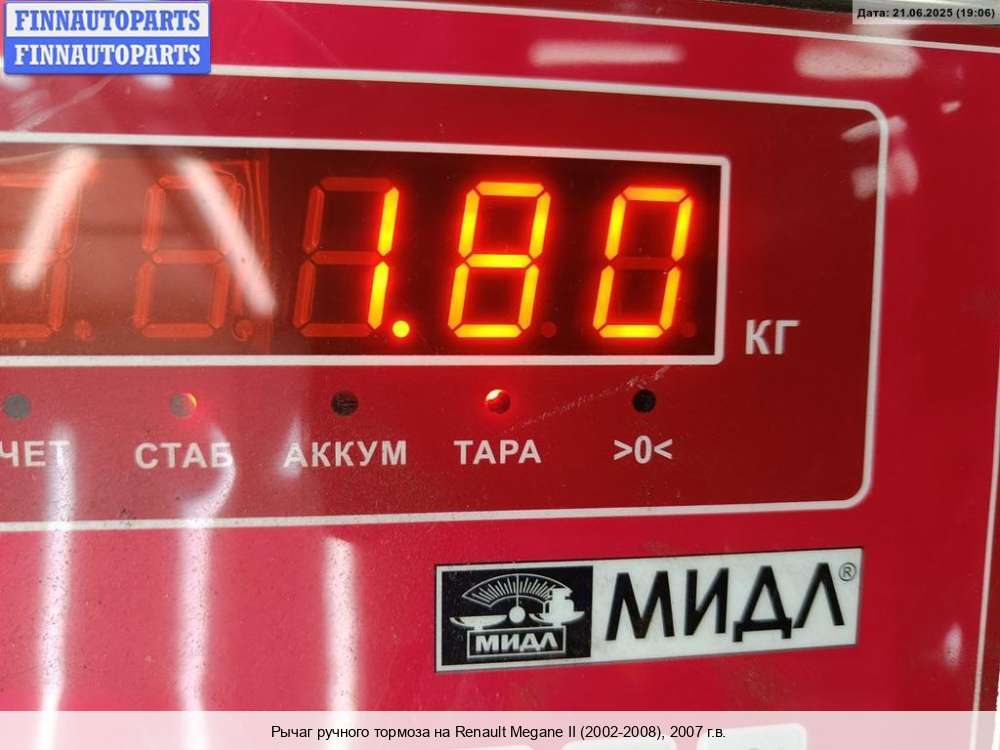 FINNAUTOPARTS
FINNAUTOPARTS
Дата: 21.06.2025 (19:06)
1.80
КГ
ЧЕТ СТАБ АККУМ ТАРА >0<
МИДЛ МИДЛ®
Рычаг ручного тормоза на Renault Megane II (2002-2008), 2007 г.в.